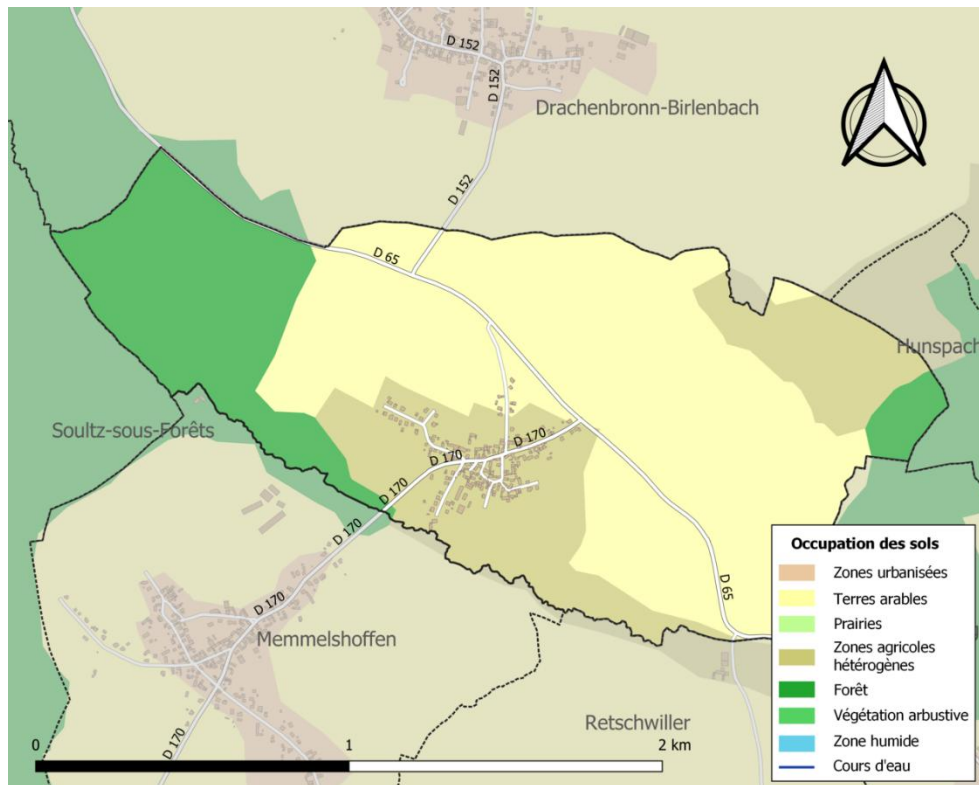 D 152
D 152
Drachenbronn-Birlenbach
D 152
D 65
Hunspach
Soultz-sous-Forêts
D 170
D 170
D 170
D 170
D 65
D 170
Memmelshoffen
D 170
Retschwiller
0
1
2 km
Occupation des sols
Zones urbanisées
Terres arables
Prairies
Zones agricoles
hétérogènes
Forêt
Végétation arbustive
Zone humide
Cours d'eau